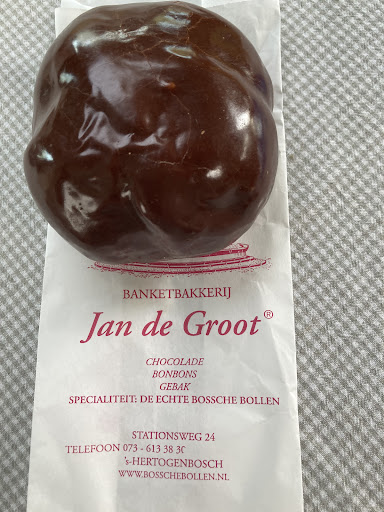 BANKETBAKKERIJ
Jan de Groot®
CHOCOLADE
BONBONS
GEBAK
SPECIALITEIT: DE ECHTE BOSSCHE BOLLEN
STATIONSWEG 24
TELEFOON 073 - 613 38 30
's-HERTOGENBOSCH
WWW.BOSSCHEBOLLEN.NL